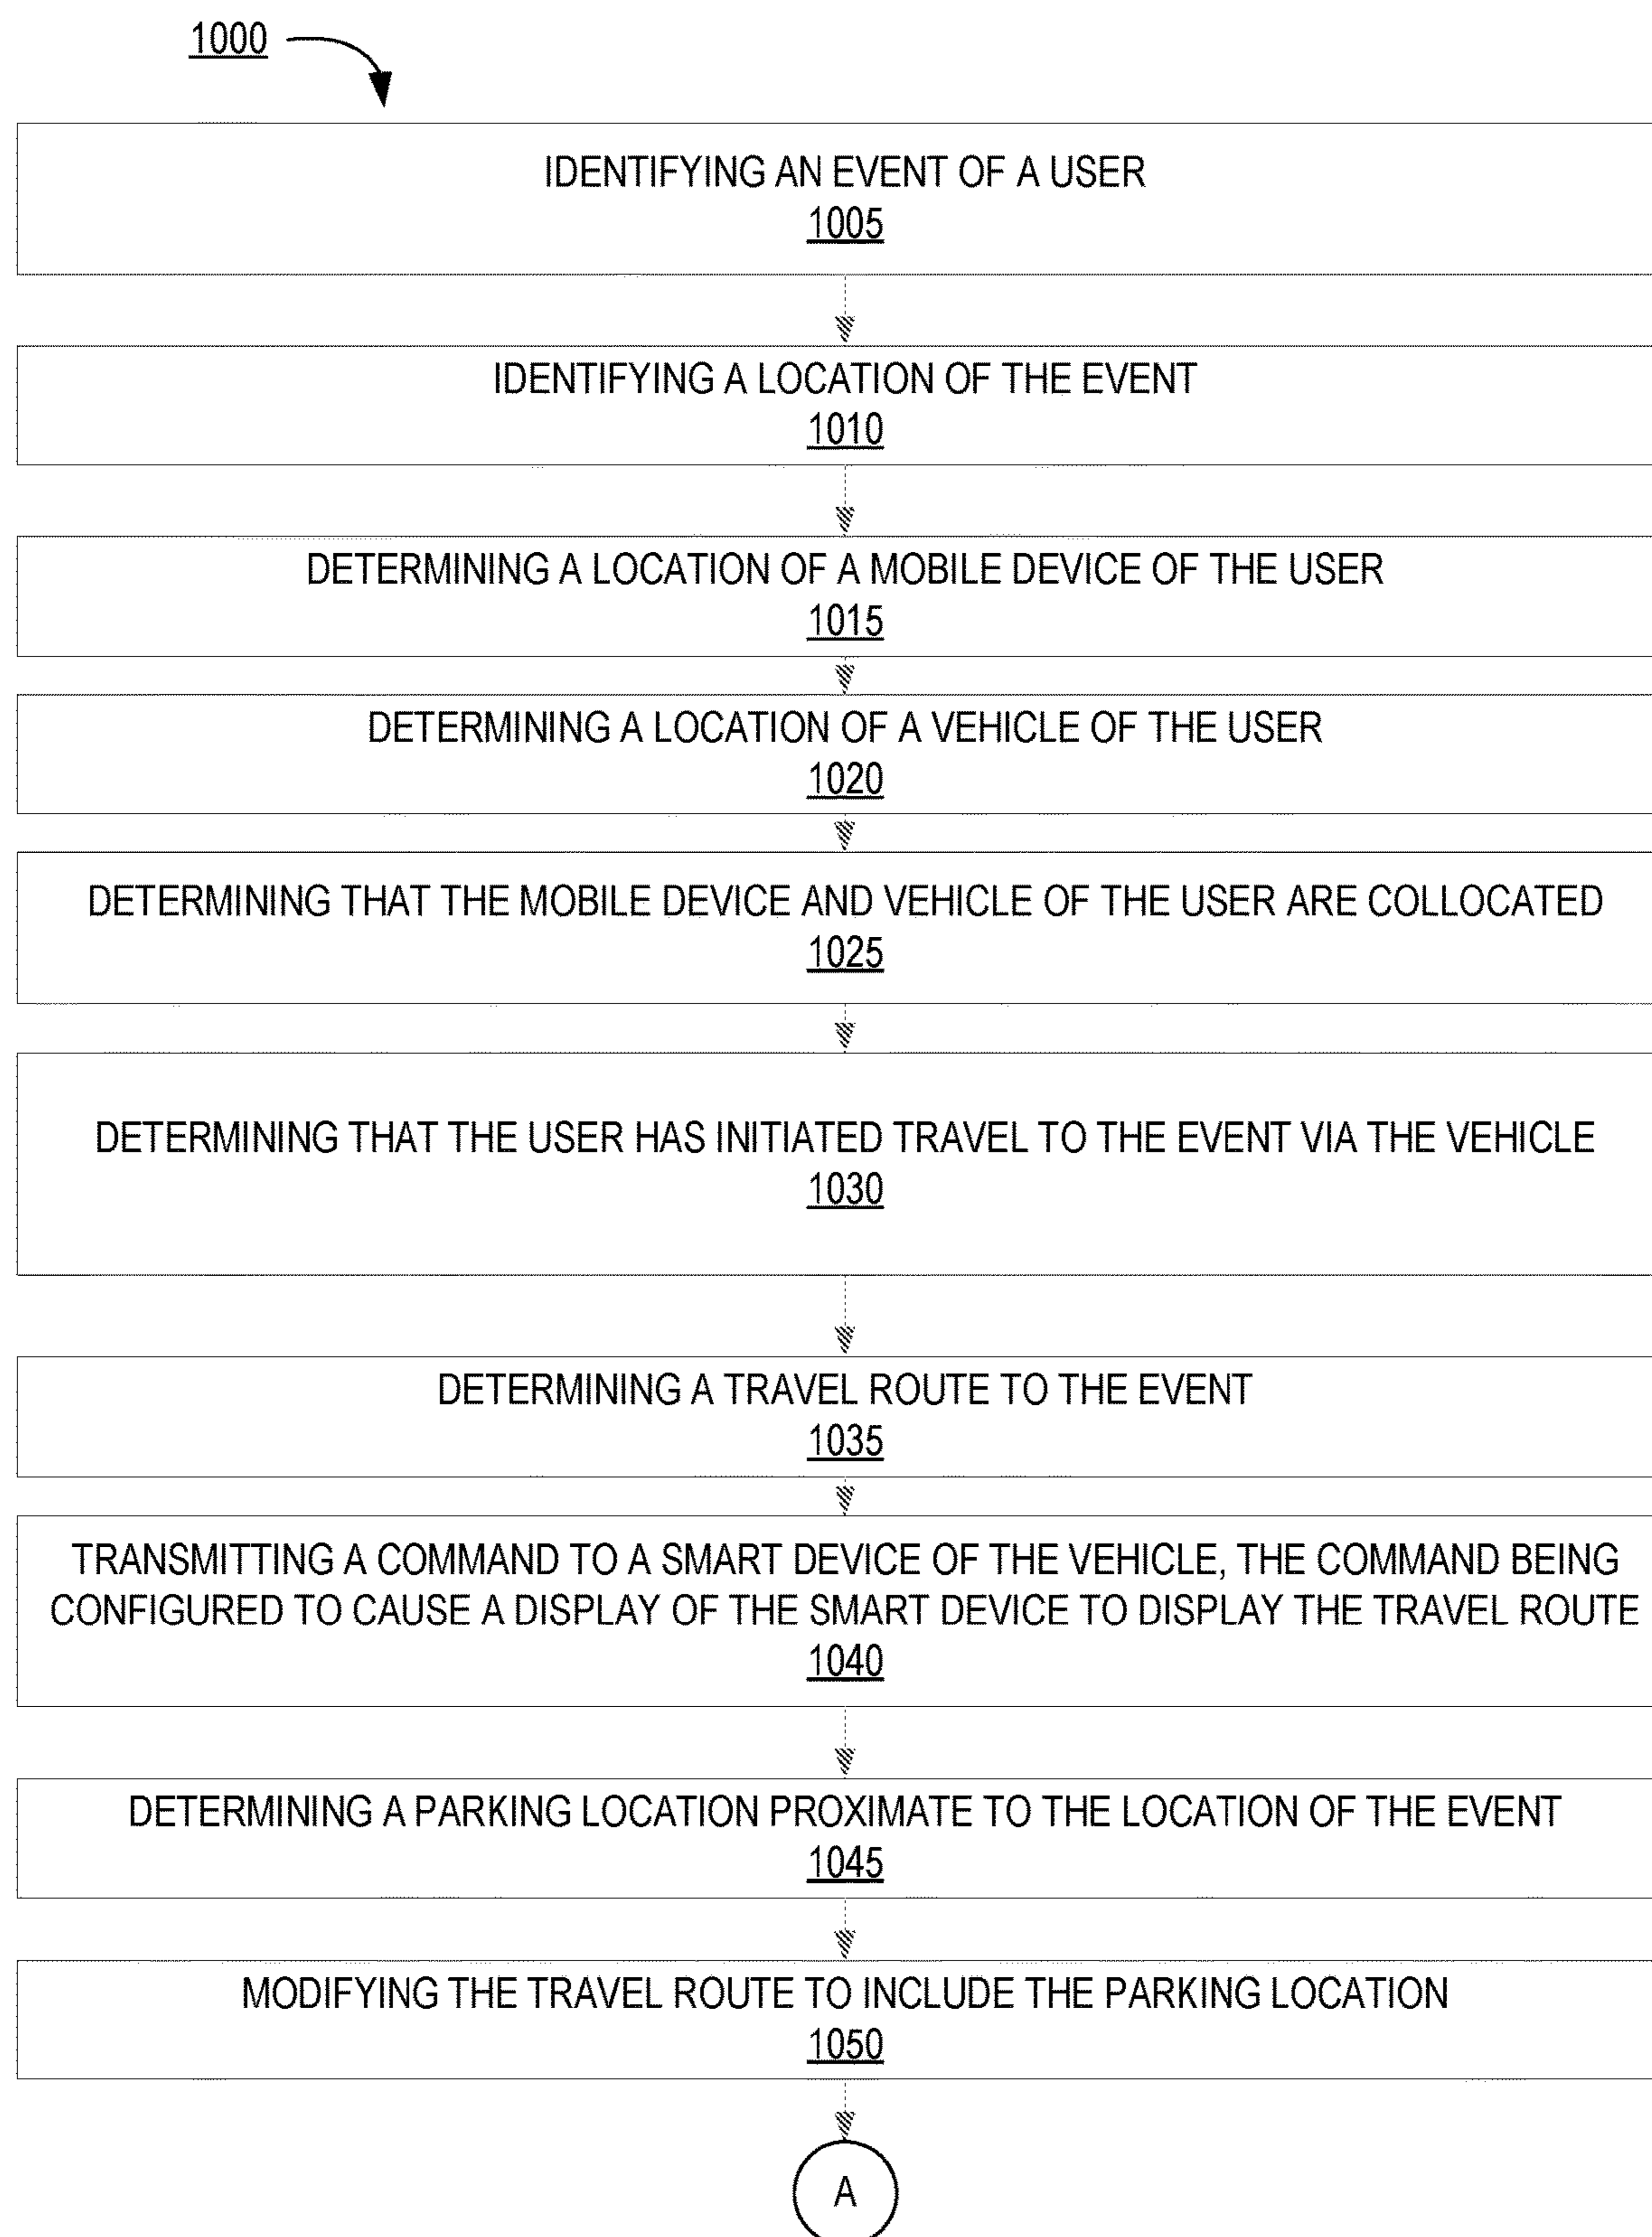 1000
IDENTIFYING AN EVENT OF A USER
1005
IDENTIFYING A LOCATION OF THE EVENT
1010
DETERMINING A LOCATION OF A MOBILE DEVICE OF THE USER
1015
DETERMINING A LOCATION OF A VEHICLE OF THE USER
1020
DETERMINING THAT THE MOBILE DEVICE AND VEHICLE OF THE USER ARE COLLOCATED
1025
DETERMINING THAT THE USER HAS INITIATED TRAVEL TO THE EVENT VIA THE VEHICLE
1030
DETERMINING A TRAVEL ROUTE TO THE EVENT
1035
TRANSMITTING A COMMAND TO A SMART DEVICE OF THE VEHICLE, THE COMMAND BEING
CONFIGURED TO CAUSE A DISPLAY OF THE SMART DEVICE TO DISPLAY THE TRAVEL ROUTE
1040
DETERMINING A PARKING LOCATION PROXIMATE TO THE LOCATION OF THE EVENT
1045
MODIFYING THE TRAVEL ROUTE TO INCLUDE THE PARKING LOCATION
1050
A